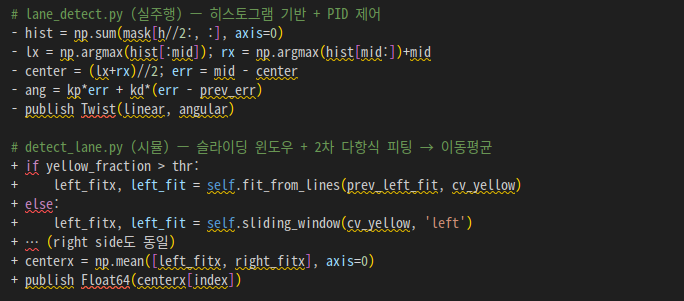 # lane_detect.py (실주행) — 히스토그램 기반 + PID 제어
- hist = np.sum(mask[h//2:, :], axis=0)
- lx = np.argmax(hist[:mid]); rx = np.argmax(hist[mid:])+mid
- center = (lx+rx)//2; err = mid - center
- ang = kp*err + kd*(err - prev_err)
- publish Twist(linear, angular)
# detect_lane.py (시뮬) — 슬라이딩 윈도우 + 2차 다항식 피팅 → 이동평균
+ if yellow_fraction > thr:
+     left_fitx, left_fit = self.fit_from_lines(prev_left_fit, cv_yellow)
+ else:
+     left_fitx, left_fit = self.sliding_window(cv_yellow, 'left')
+ … (right side도 동일)
+ centerx = np.mean([left_fitx, right_fitx], axis=0)
+ publish Float64(centerx[index])